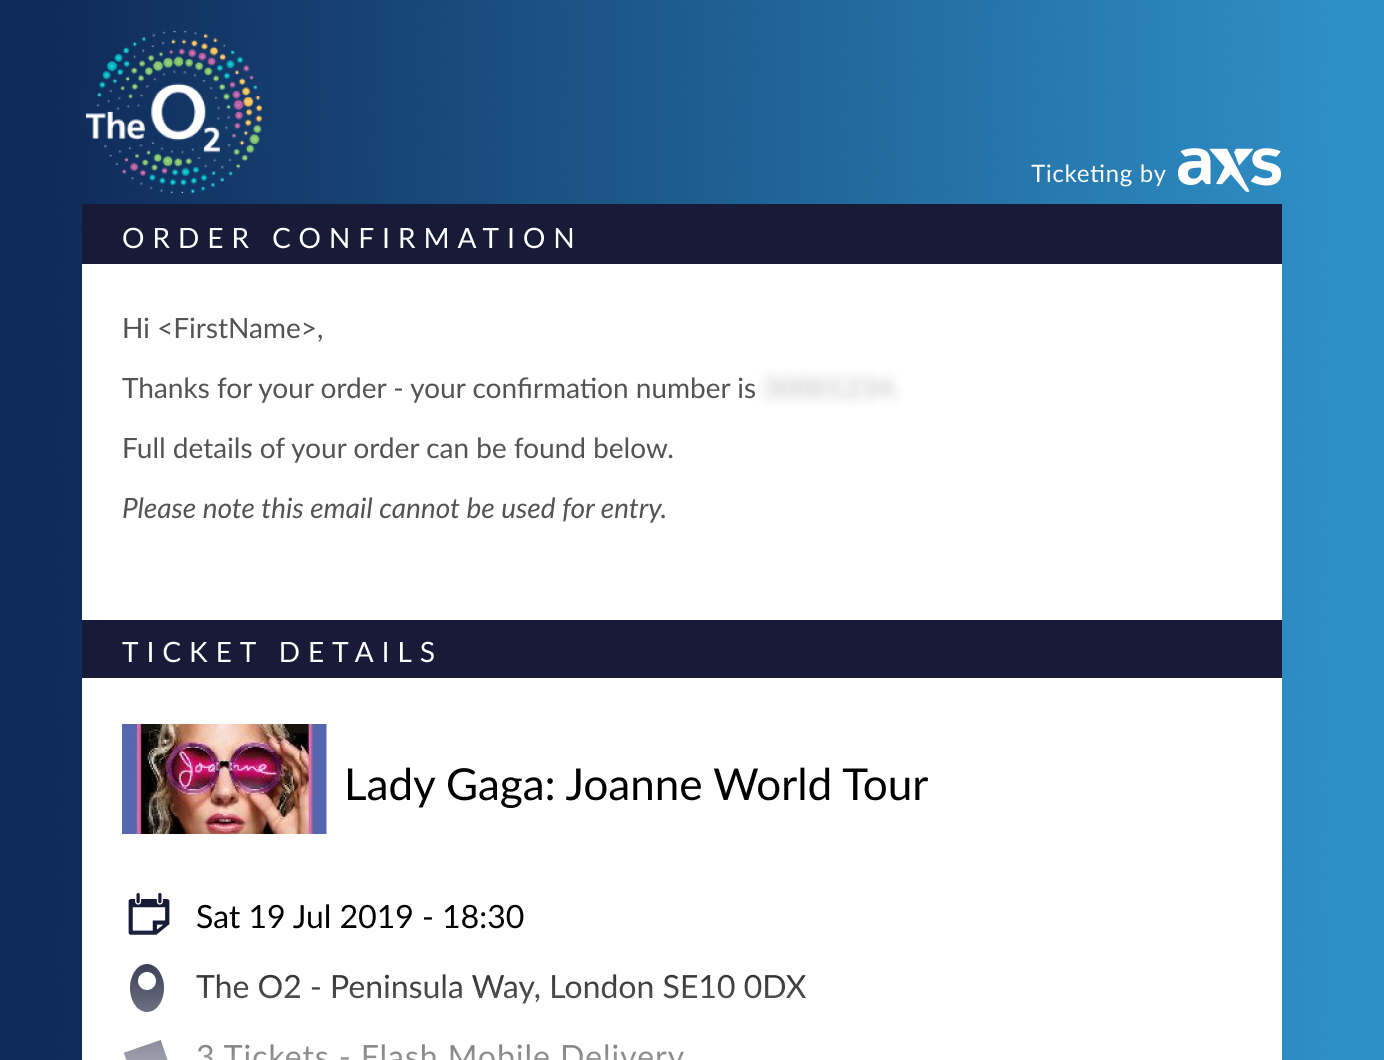 The O2
Ticketing by axs
ORDER CONFIRMATION
Hi <FirstName>,
Thanks for your order - your confirmation number is
Full details of your order can be found below.
Please note this email cannot be used for entry.
TICKET DETAILS
Joanne
Lady Gaga: Joanne World Tour
Sat 19 Jul 2019 - 18:30
The O2 - Peninsula Way, London SE10 0DX
3 Tickets - Flash Mobile Delivery